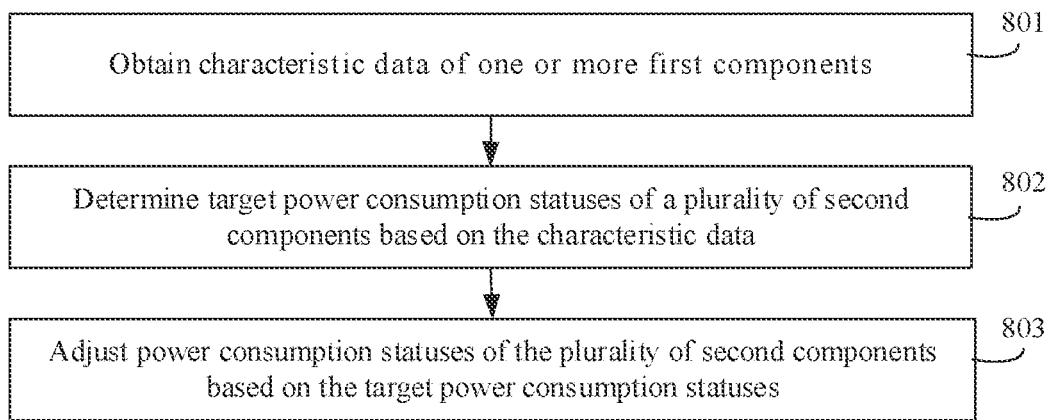 801
Obtain characteristic data of one or more first components
802
Determine target power consumption statuses of a plurality of second
components based on the characteristic data
803
Adjust power consumption statuses of the plurality of second components
based on the target power consumption statuses